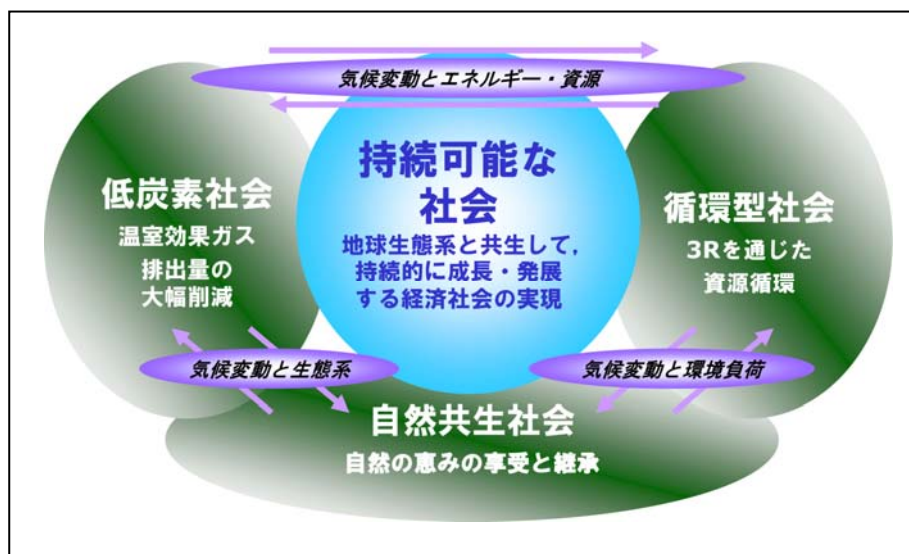 気候変動とエネルギー・資源
持続可能な
社会
地球生態系と共生して,
持続的に成長・発展
する経済社会の実現
低炭素社会
温室効果ガス
排出量の
大幅削減
循環型社会
3Rを通じた
資源循環
気候変動と生態系
気候変動と環境負荷
自然共生社会
自然の恵みの享受と継承